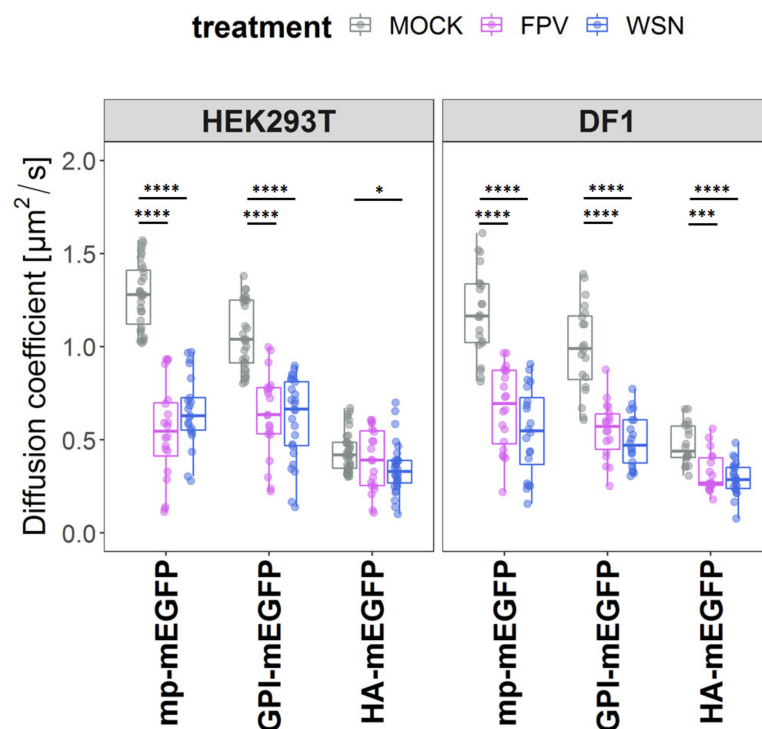 treatment MOCK FPV WSN
HEK293T DF1
Diffusion coefficient [µm²/s]
2.0
1.5
1.0
0.5
0.0
**** **** * **** **** ****
**** **** **** **** ***
mp-mEGFP GPI-mEGFP HA-mEGFP mp-mEGFP GPI-mEGFP HA-mEGFP